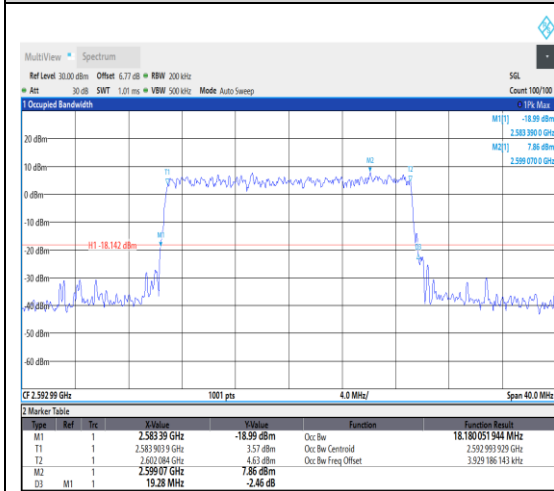 MultiView Spectrum
Ref Level 30.00 dBm Offset 6.77 dB RBW 200 kHz SGL
Att 30 dB SWT 1.01 ms VBW 500 kHz Mode Auto Sweep Count 100/100
1 Occupied Bandwidth 1Pk Max
M1[1] -18.99 dBm
2.583 390 0 GHz
M2[1] 7.86 dBm
2.599 070 0 GHz
20 dBm
10 dBm
0 dBm
-10 dBm
-20 dBm
-30 dBm
-40 dBm
-50 dBm
-60 dBm
T1
M2
T2
M1
H1 -18.142 dBm
CF 2.592 99 GHz 1001 pts 4.0 MHz/ Span 40.0 MHz
2 Marker Table
Type Ref Trc X-Value Y-Value Function Function Result
M1 1 2.583 39 GHz -18.99 dBm Occ Bw 18.180 051 944 MHz
T1 1 2.583 903 9 GHz 3.57 dBm Occ Bw Centroid 2.592 993 929 GHz
T2 1 2.602 084 GHz 4.63 dBm Occ Bw Freq Offset 3.929 186 143 kHz
M2 1 2.599 07 GHz 7.86 dBm
D3 M1 1 19.28 MHz -2.46 dB